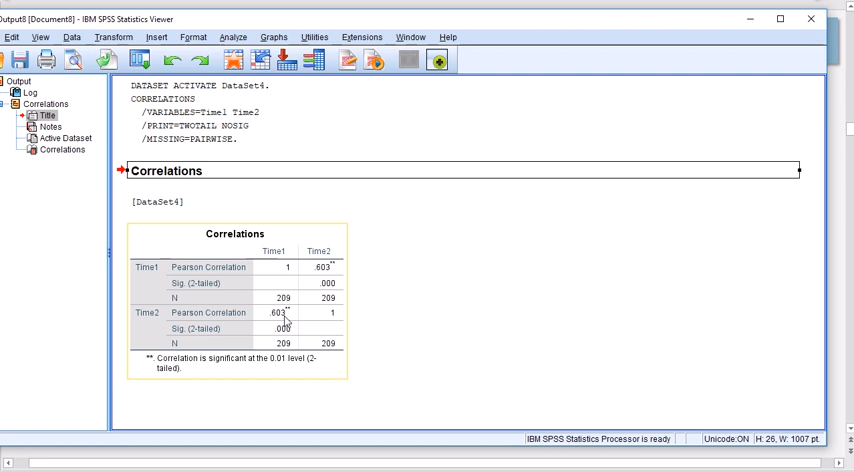 Output8 [Document8] - IBM SPSS Statistics Viewer
Edit View Data Transform Insert Format Analyze Graphs Utilities Extensions Window Help
Output
Log
Correlations
Title
Notes
Active Dataset
Correlations
DATASET ACTIVATE DataSet4.
CORRELATIONS
/VARIABLES=Time1 Time2
/PRINT=TWOTAIL NOSIG
/MISSING=PAIRWISE.
Correlations
[DataSet4]
Correlations
Time1 Time2
Time1 Pearson Correlation 1 .603**
Sig. (2-tailed) .000
N 209 209
Time2 Pearson Correlation .603** 1
Sig. (2-tailed) .000
N 209 209
**. Correlation is significant at the 0.01 level (2-
tailed).
IBM SPSS Statistics Processor is ready Unicode:ON H: 26, W: 1007 pt.